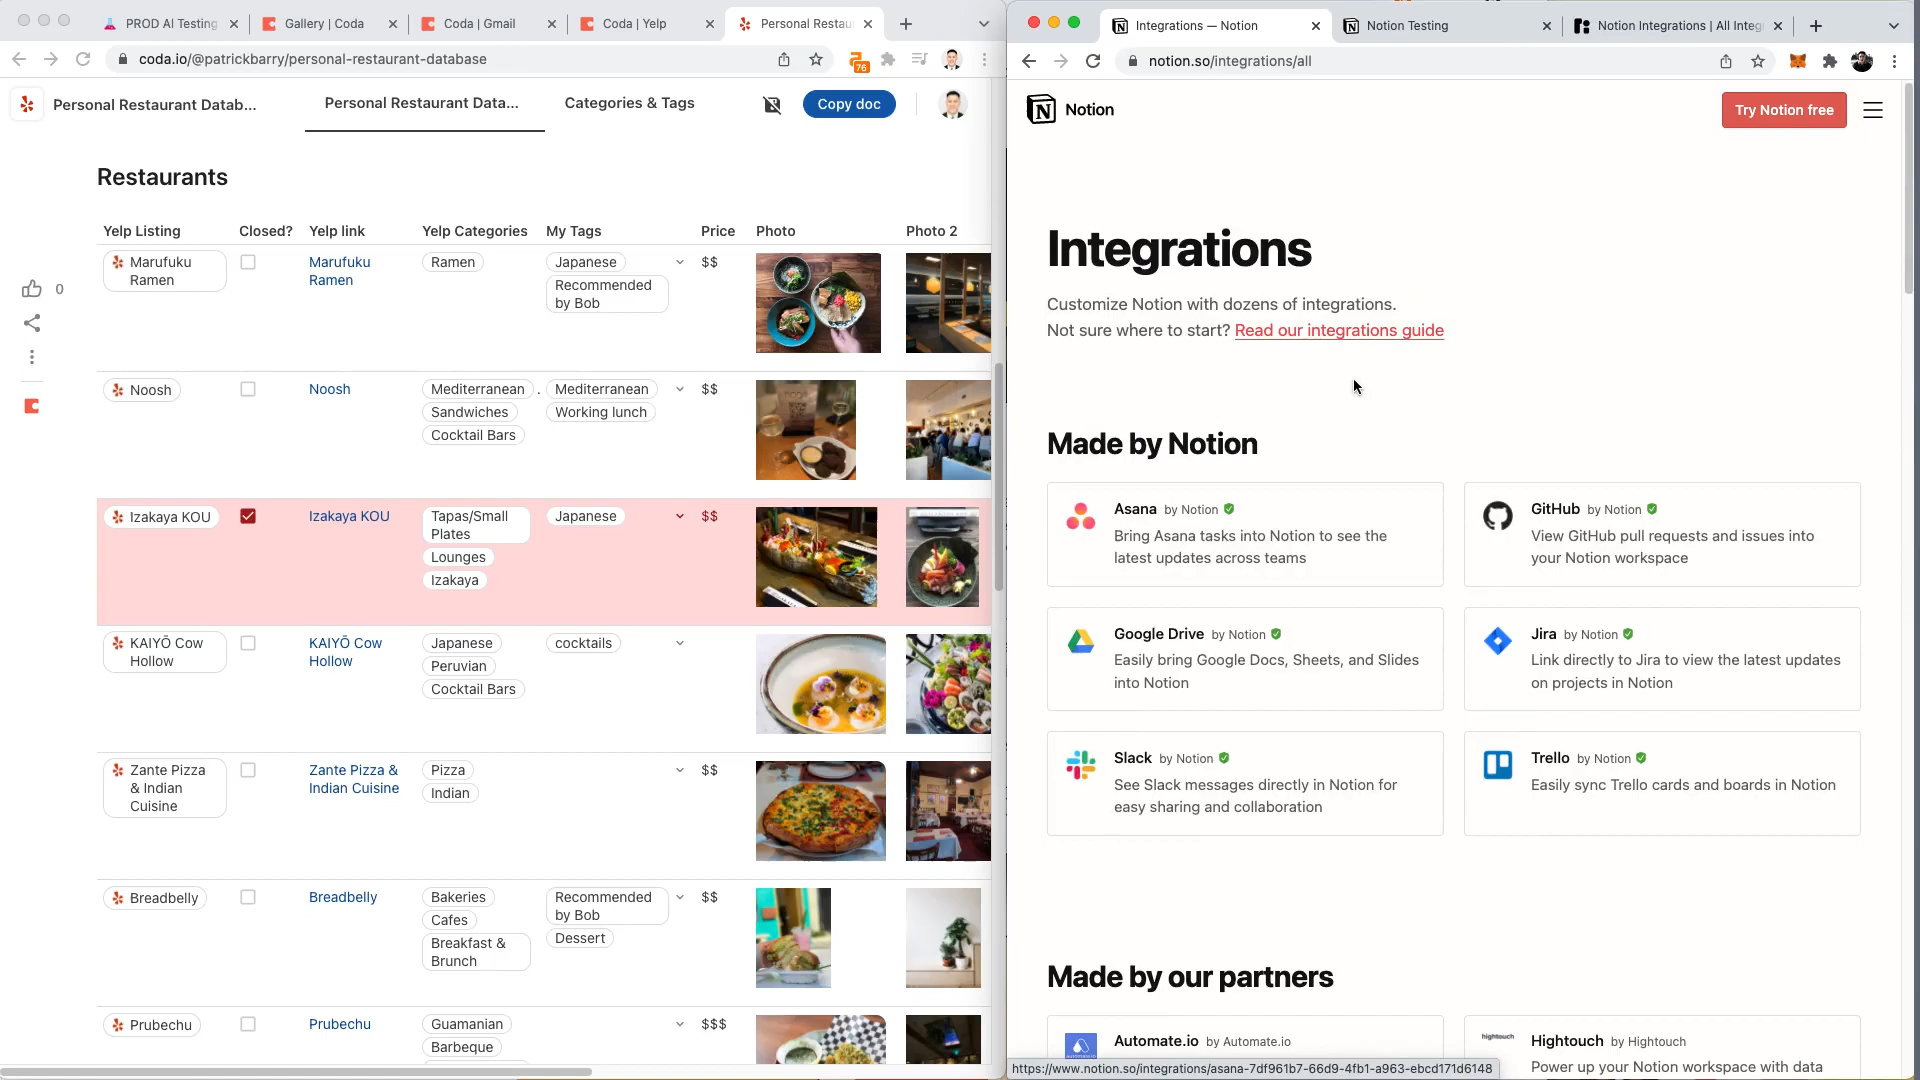 PROD AI Testing
Gallery | Coda
Coda | Gmail
Coda | Yelp
Personal Restau
coda.io/@patrickbarry/personal-restaurant-database
76
Personal Restaurant Datab...
Personal Restaurant Data...
Categories & Tags
Copy doc
0
Restaurants
Yelp Listing
Closed?
Yelp link
Yelp Categories
My Tags
Price
Photo
Photo 2
Marufuku
Ramen
Marufuku
Ramen
Ramen
Japanese
Recommended
by Bob
$$
Noosh
Noosh
Mediterranean
Sandwiches
Cocktail Bars
Mediterranean
Working lunch
$$
Izakaya KOU
Izakaya KOU
Tapas/Small
Plates
Lounges
Izakaya
Japanese
$$
KAIYŌ Cow
Hollow
KAIYŌ Cow
Hollow
Japanese
Peruvian
Cocktail Bars
cocktails
Zante Pizza
& Indian
Cuisine
Zante Pizza &
Indian Cuisine
Pizza
Indian
$$
Breadbelly
Breadbelly
Bakeries
Cafes
Breakfast &
Brunch
Recommended
by Bob
Dessert
$$
Prubechu
Prubechu
Guamanian
Barbeque
$$$
Integrations — Notion
Notion Testing
Notion Integrations | All Integ
notion.so/integrations/all
Notion
Try Notion free
Integrations
Customize Notion with dozens of integrations.
Not sure where to start? Read our integrations guide
Made by Notion
Asana by Notion
Bring Asana tasks into Notion to see the
latest updates across teams
GitHub by Notion
View GitHub pull requests and issues into
your Notion workspace
Google Drive by Notion
Easily bring Google Docs, Sheets, and Slides
into Notion
Jira by Notion
Link directly to Jira to view the latest updates
on projects in Notion
Slack by Notion
See Slack messages directly in Notion for
easy sharing and collaboration
Trello by Notion
Easily sync Trello cards and boards in Notion
Made by our partners
Automate.io by Automate.io
hightouch
Hightouch by Hightouch
Power up your Notion workspace with data
https://www.notion.so/integrations/asana-7df961b7-66d9-4fb1-a963-ebcd171d6148